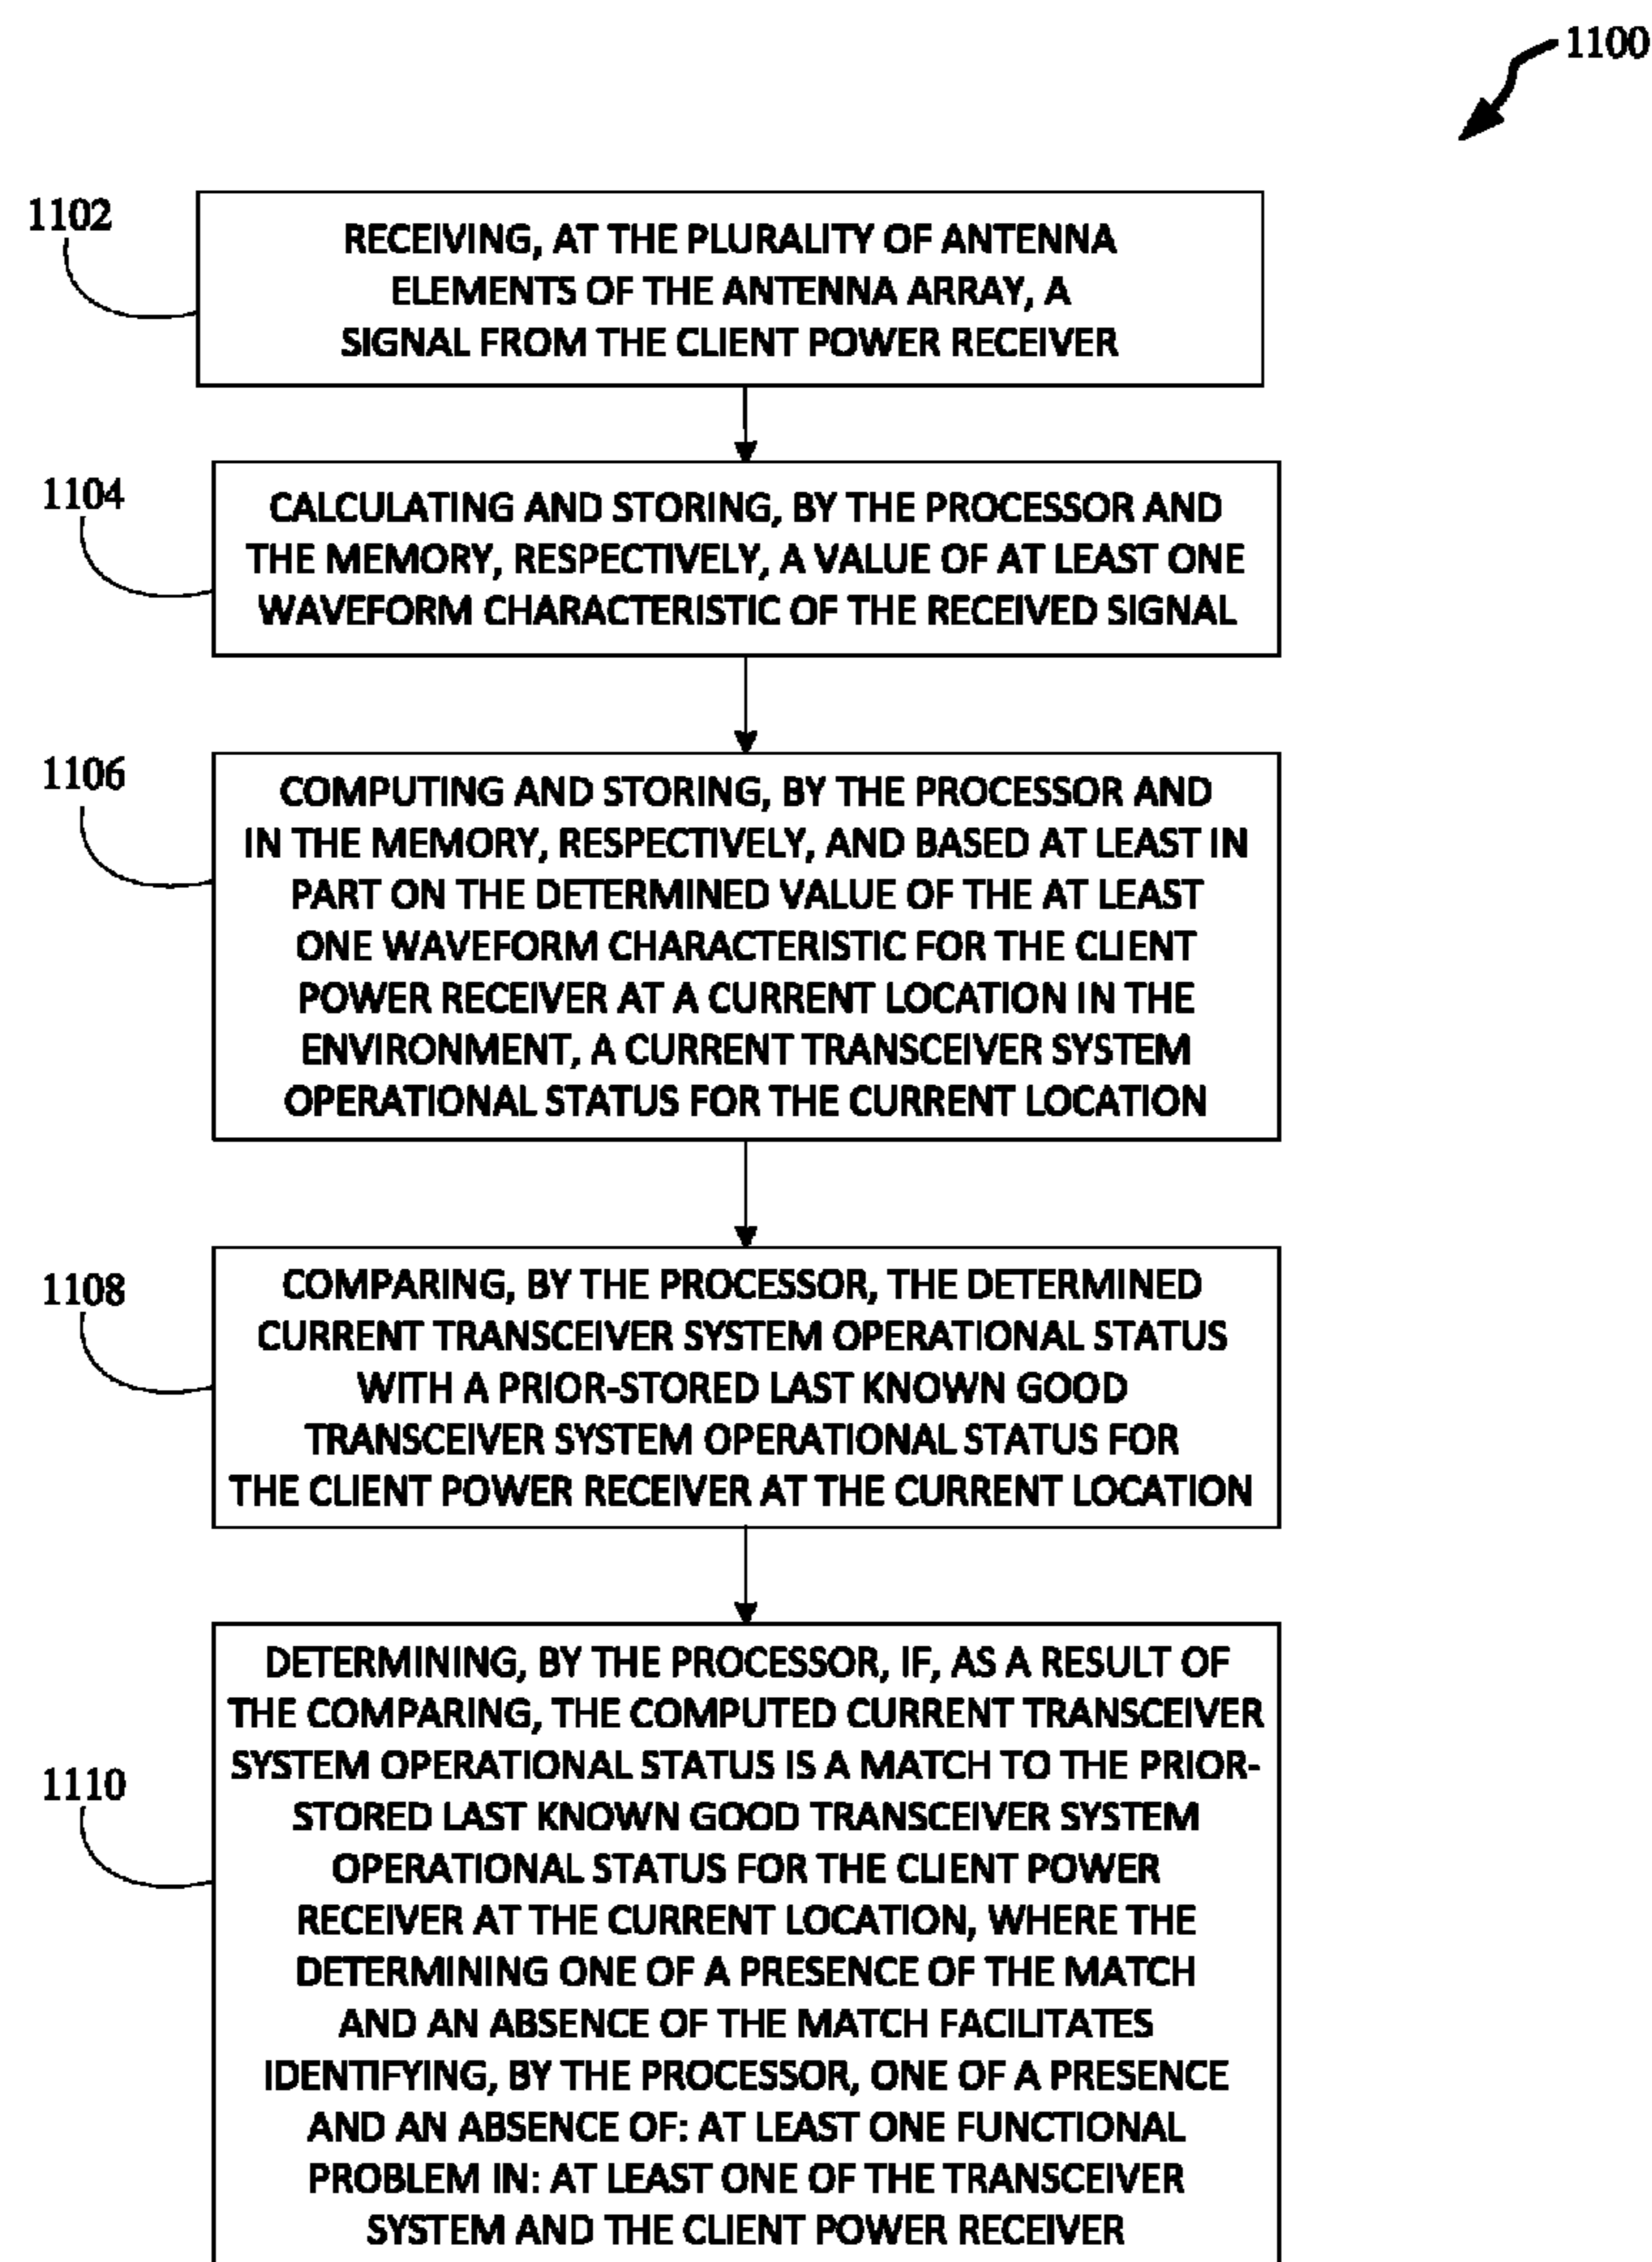 1100
1102
RECEIVING, AT THE PLURALITY OF ANTENNA
ELEMENTS OF THE ANTENNA ARRAY, A
SIGNAL FROM THE CLIENT POWER RECEIVER
1104
CALCULATING AND STORING, BY THE PROCESSOR AND
THE MEMORY, RESPECTIVELY, A VALUE OF AT LEAST ONE
WAVEFORM CHARACTERISTIC OF THE RECEIVED SIGNAL
1106
COMPUTING AND STORING, BY THE PROCESSOR AND
IN THE MEMORY, RESPECTIVELY, AND BASED AT LEAST IN
PART ON THE DETERMINED VALUE OF THE AT LEAST
ONE WAVEFORM CHARACTERISTIC FOR THE CLIENT
POWER RECEIVER AT A CURRENT LOCATION IN THE
ENVIRONMENT, A CURRENT TRANSCEIVER SYSTEM
OPERATIONAL STATUS FOR THE CURRENT LOCATION
1108
COMPARING, BY THE PROCESSOR, THE DETERMINED
CURRENT TRANSCEIVER SYSTEM OPERATIONAL STATUS
WITH A PRIOR-STORED LAST KNOWN GOOD
TRANSCEIVER SYSTEM OPERATIONAL STATUS FOR
THE CLIENT POWER RECEIVER AT THE CURRENT LOCATION
1110
DETERMINING, BY THE PROCESSOR, IF, AS A RESULT OF
THE COMPARING, THE COMPUTED CURRENT TRANSCEIVER
SYSTEM OPERATIONAL STATUS IS A MATCH TO THE PRIOR-
STORED LAST KNOWN GOOD TRANSCEIVER SYSTEM
OPERATIONAL STATUS FOR THE CLIENT POWER
RECEIVER AT THE CURRENT LOCATION, WHERE THE
DETERMINING ONE OF A PRESENCE OF THE MATCH
AND AN ABSENCE OF THE MATCH FACILITATES
IDENTIFYING, BY THE PROCESSOR, ONE OF A PRESENCE
AND AN ABSENCE OF: AT LEAST ONE FUNCTIONAL
PROBLEM IN: AT LEAST ONE OF THE TRANSCEIVER
SYSTEM AND THE CLIENT POWER RECEIVER